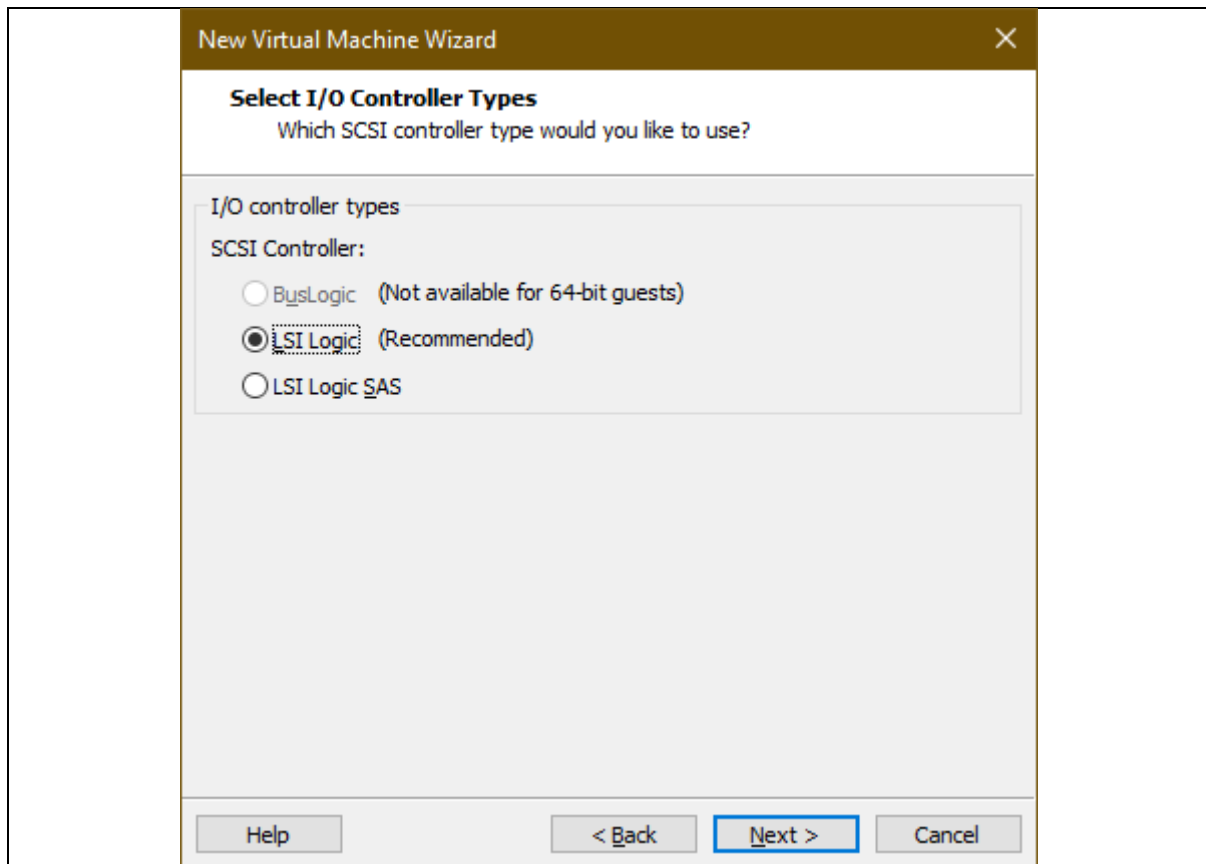 New Virtual Machine Wizard
Select I/O Controller Types
Which SCSI controller type would you like to use?
I/O controller types
SCSI Controller:
BusLogic (Not available for 64-bit guests)
LSI Logic (Recommended)
LSI Logic SAS
Help < Back Next > Cancel